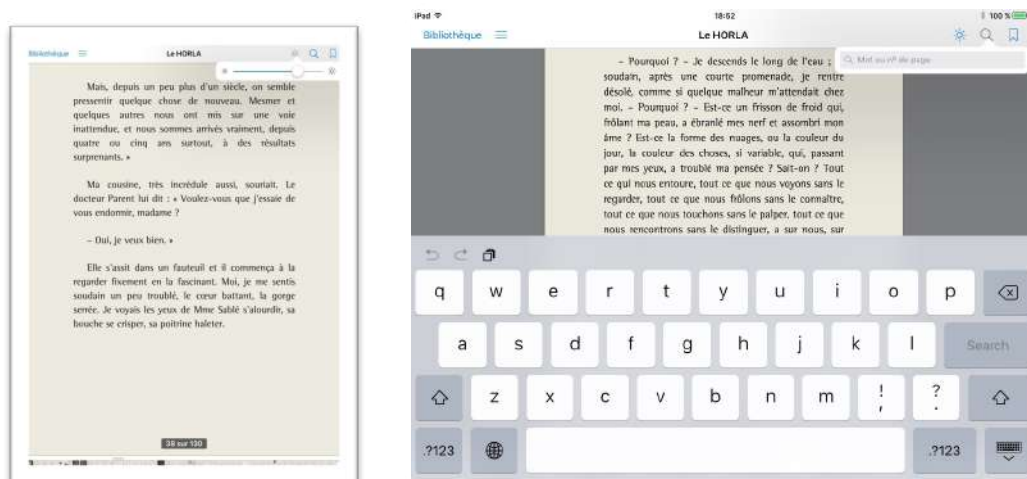 Bibliothèque
Le HORLA
Mais, depuis un peu plus d'un siècle, on semble
pressentir quelque chose de nouveau. Mesmer et
quelques autres nous ont mis sur une voie
inattendue, et nous sommes arrivés vraiment, depuis
quatre ou cinq ans surtout, à des résultats
surprenants. »
Ma cousine, très incrédule aussi, souriait. Le
docteur Parent lui dit : « Voulez-vous que j'essaie de
vous endormir, madame ?
– Oui, je veux bien. »
Elle s'assit dans un fauteuil et il commença à la
regarder fixement en la fascinant. Moi, je me sentis
soudain un peu troublé, le cœur battant, la gorge
serrée. Je voyais les yeux de Mme Sablé s'alourdir, sa
bouche se crisper, sa poitrine haleter.
38 sur 130
iPad 18:52 100 %
Bibliothèque
Le HORLA
Mot ou nº de page
– Pourquoi ? – Je descends le long de l'eau ;
soudain, après une courte promenade, je rentre
désolé, comme si quelque malheur m'attendait chez
moi. – Pourquoi ? – Est-ce un frisson de froid qui,
frôlant ma peau, a ébranlé mes nerf et assombri mon
âme ? Est-ce la forme des nuages, ou la couleur du
jour, la couleur des choses, si variable, qui, passant
par mes yeux, a troublé ma pensée ? Sait-on ? Tout
ce qui nous entoure, tout ce que nous voyons sans le
regarder, tout ce que nous frôlons sans le connaître,
tout ce que nous touchons sans le palper, tout ce que
nous rencontrons sans le distinguer, a sur nous, sur
q w e r t y u i o p
a s d f g h j k l Search
z x c v b n m ! , ? .
.?123 .?123